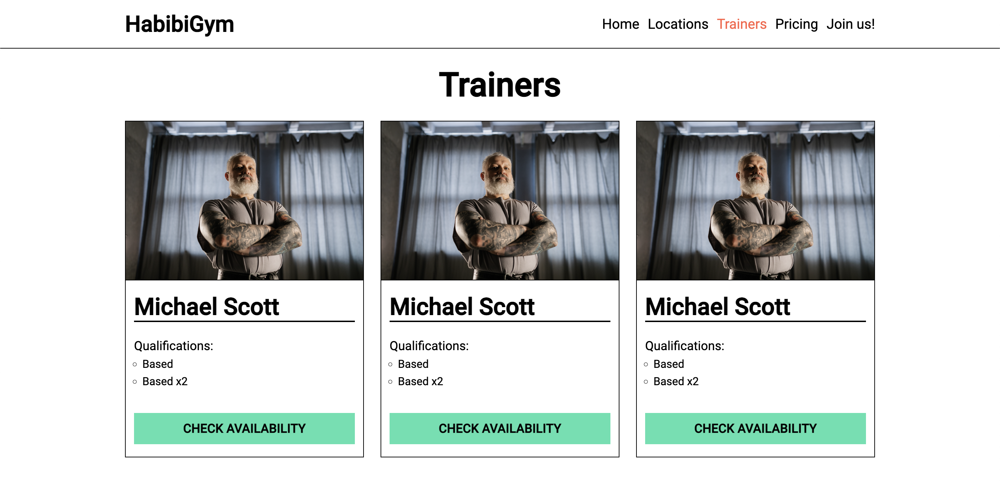 HabibiGym
Home Locations Trainers Pricing Join us!
Trainers
Michael Scott
Qualifications:
Based
Based x2
CHECK AVAILABILITY
Michael Scott
Qualifications:
Based
Based x2
CHECK AVAILABILITY
Michael Scott
Qualifications:
Based
Based x2
CHECK AVAILABILITY